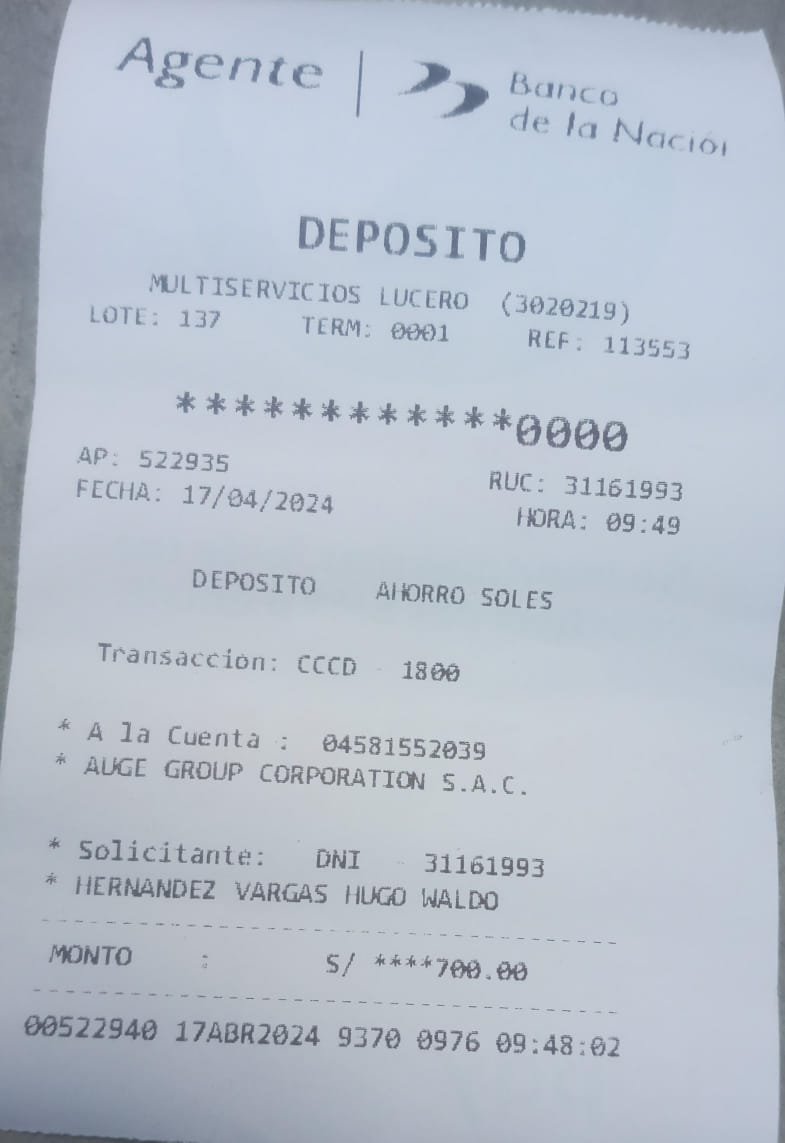 Agente | Banco
de la Nación
DEPOSITO
MULTISERVICIOS LUCERO (3020219)
LOTE: 137 TERM: 0001 REF: 113553
************0000
AP: 522935 RUC: 31161993
FECHA: 17/04/2024 HORA: 09:49
DEPOSITO AHORRO SOLES
Transaccion: CCCD - 1800
* A la Cuenta : 04581552039
* AUGE GROUP CORPORATION S.A.C.
* Solicitante: DNI - 31161993
* HERNANDEZ VARGAS HUGO WALDO
MONTO : S/ ****700.00
00522940 17ABR2024 9370 0976 09:48:02